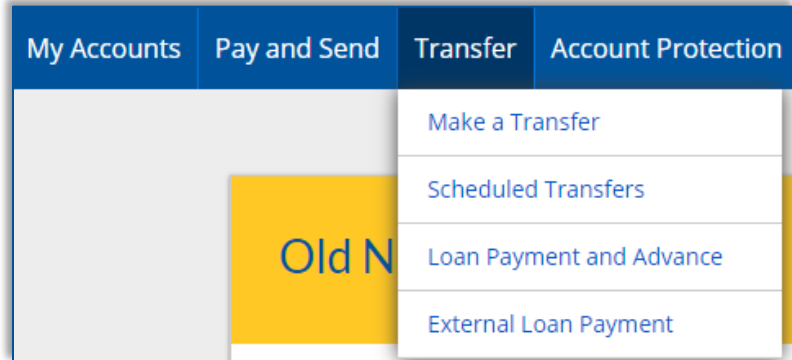 My Accounts Pay and Send Transfer Account Protection
Make a Transfer
Scheduled Transfers
Old N
Loan Payment and Advance
External Loan Payment